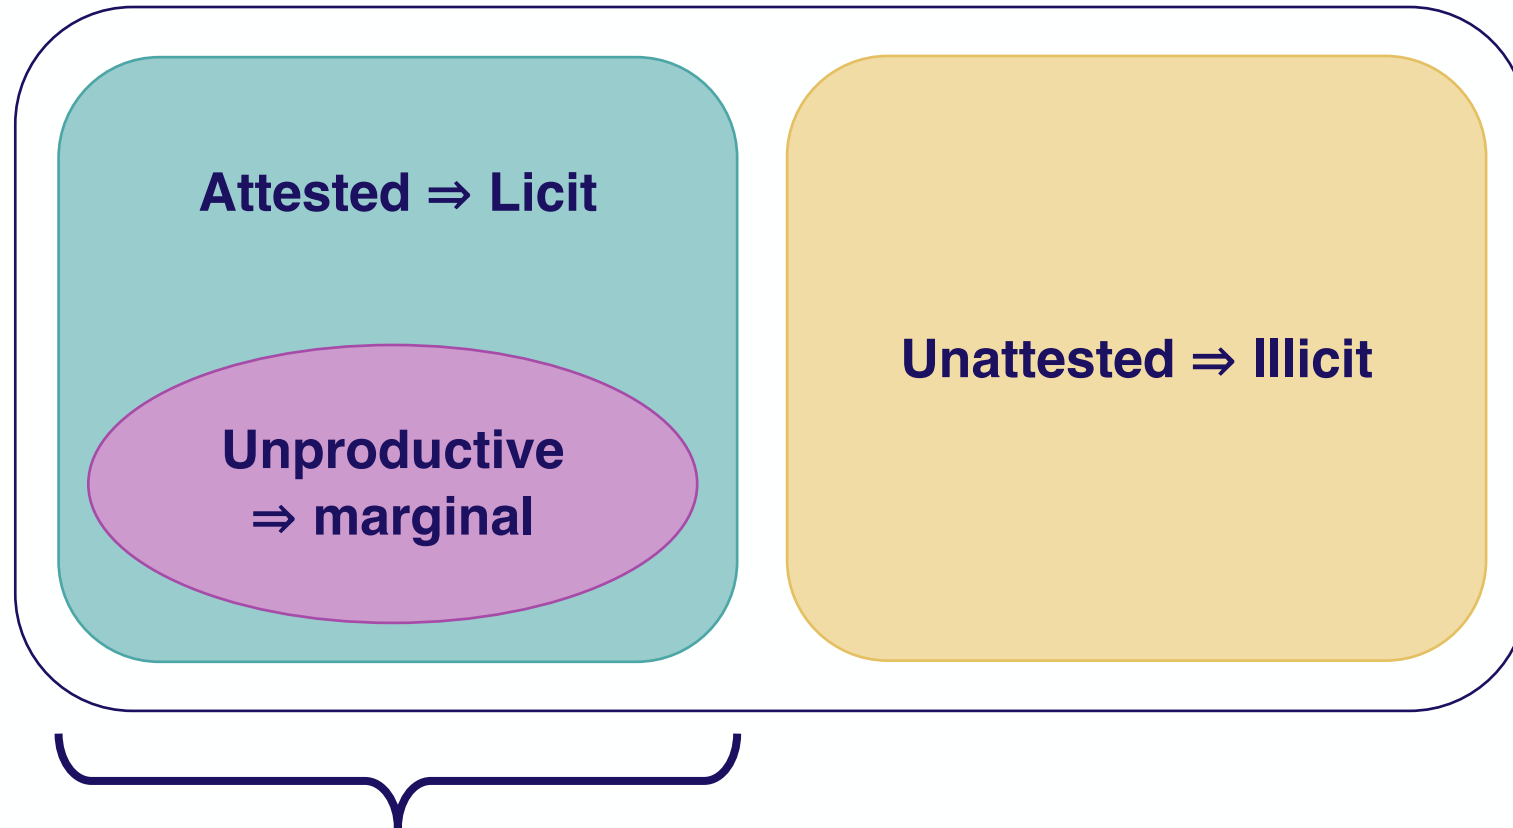 Attested ⇒ Licit
Unproductive
⇒ marginal
Unattested ⇒ Illicit